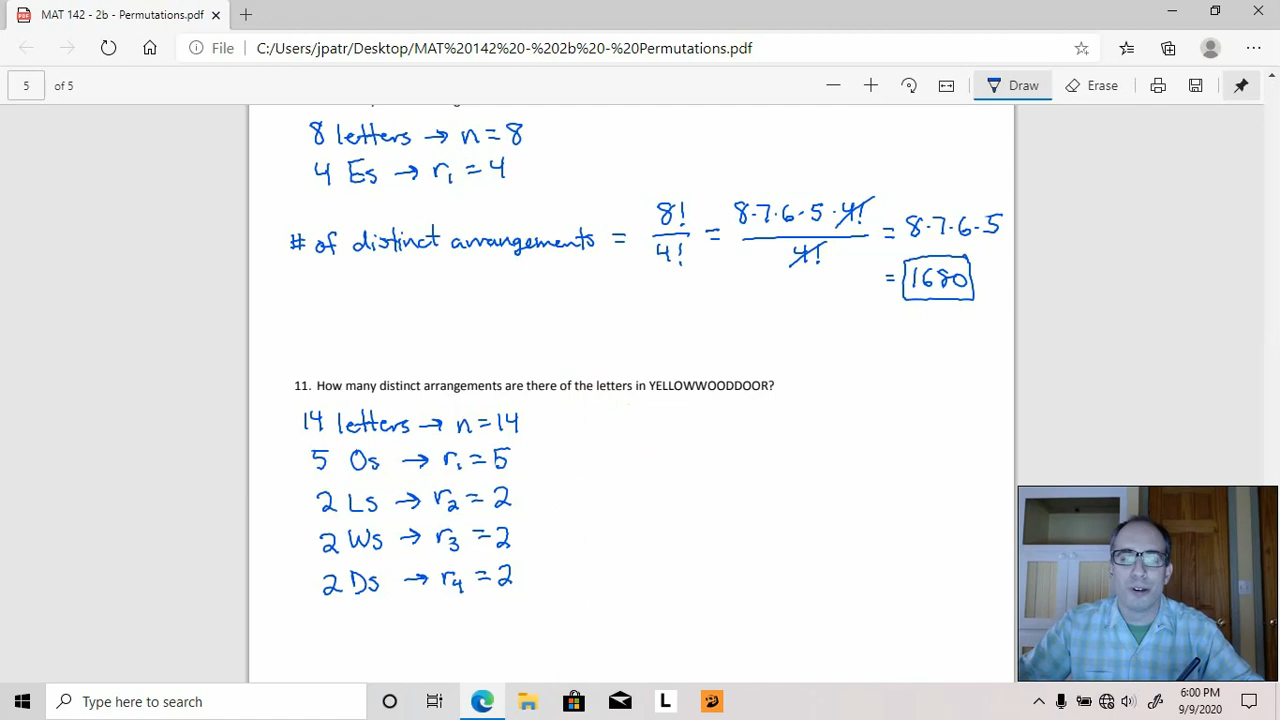 MAT 142 - 2b - Permutations.pdf
File C:/Users/jpatr/Desktop/MAT%20142%20-%202b%20-%20Permutations.pdf
5 of 5 Draw Erase
8 letters → n = 8
4 Es → r₁ = 4
# of distinct arrangements = 8!/4! = 8·7·6·5·4!/4! = 8·7·6·5
= 1680
11. How many distinct arrangements are there of the letters in YELLOWWOODDOOR?
14 letters → n = 14
5 Os → r₁ = 5
2 Ls → r₂ = 2
2 Ws → r₃ = 2
2 Ds → r₄ = 2
Type here to search
L
6:00 PM
9/9/2020